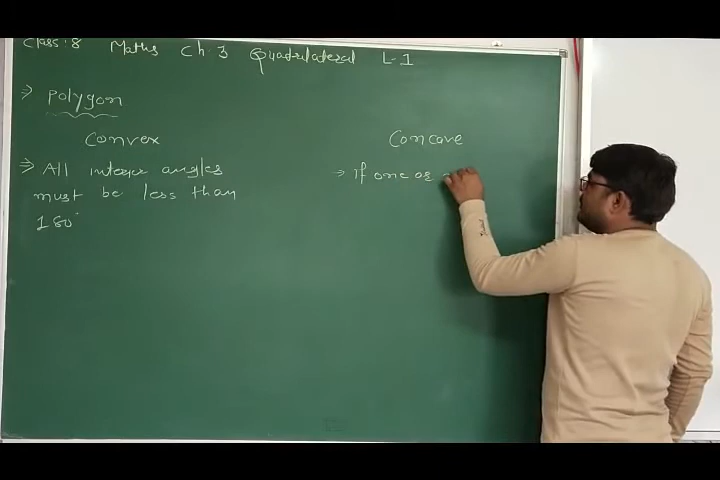 Class:8 Maths Ch.3 Quadrilateral L-1
⇒ Polygon
Convex
Concave
⇒ All interior angles
must be less than
180°
⇒ If one or